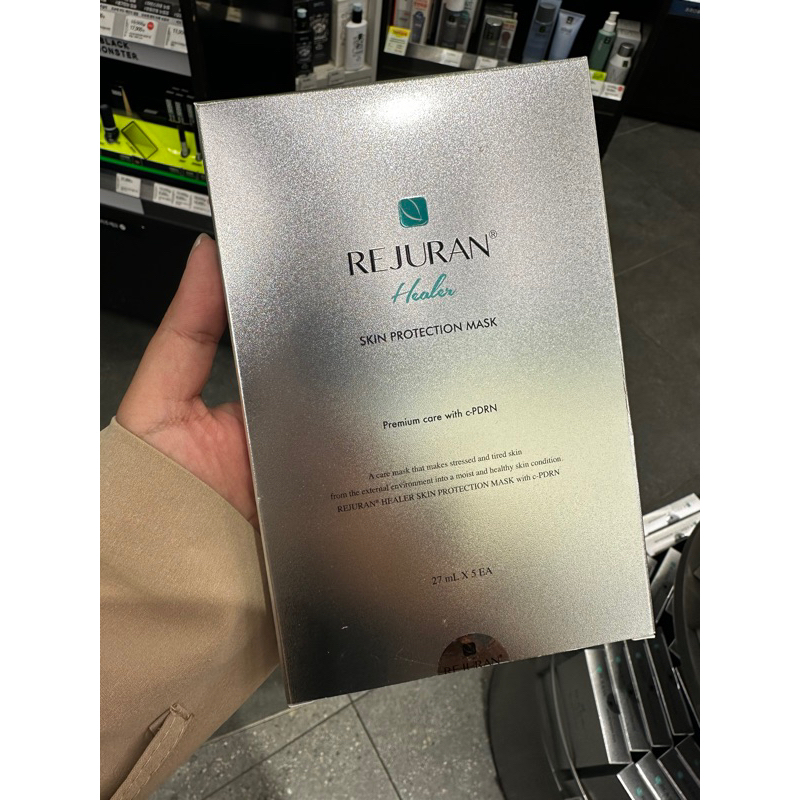 BLACK
MONSTER
REJURAN®
Healer
SKIN PROTECTION MASK
Premium care with c-PDRN
A care mask that makes stressed and tired skin
from the external environment into a moist and healthy skin condition.
REJURAN® HEALER SKIN PROTECTION MASK with c-PDRN
27 mL X 5 EA
REJURAN®